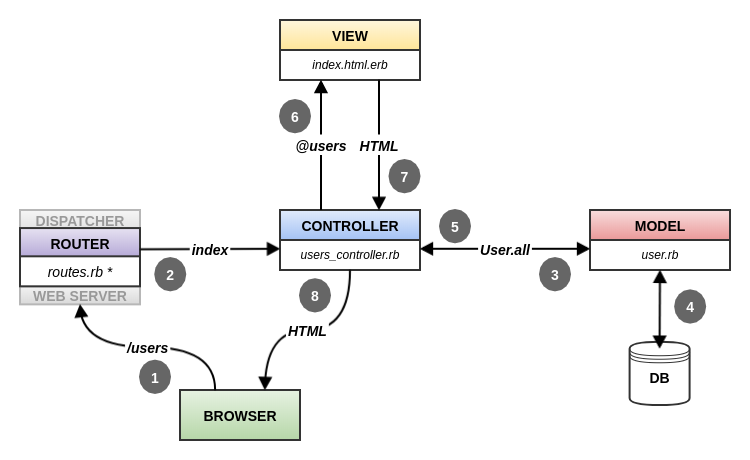 VIEW
index.html.erb
6
@users HTML
7
DISPATCHER
ROUTER
routes.rb *
WEB SERVER
index
2
CONTROLLER
users_controller.rb
5
User.all
3
MODEL
user.rb
8
HTML
4
DB
/users
1
BROWSER